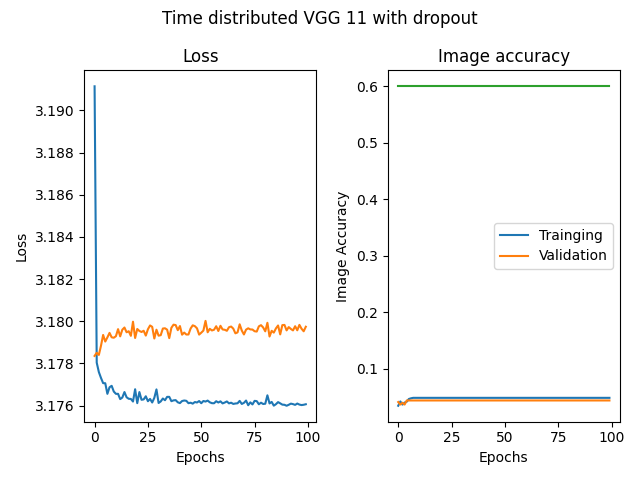 Time distributed VGG 11 with dropout
Loss
3.190
3.188
3.186
3.184
3.182
3.180
3.178
3.176
Loss
0
25
50
75
100
Epochs
Image accuracy
0.6
0.5
0.4
0.3
0.2
0.1
Image Accuracy
Trainging
Validation
0
25
50
75
100
Epochs